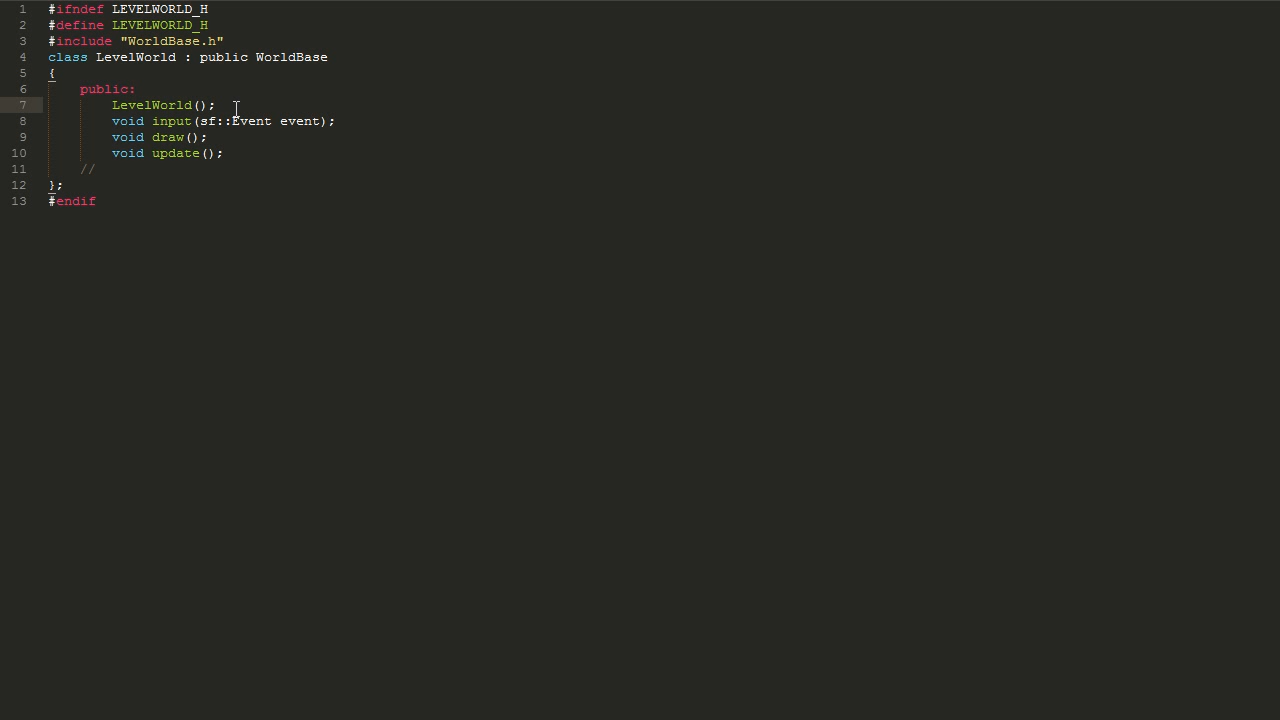 1 #ifndef LEVELWORLD_H
2 #define LEVELWORLD_H
3 #include "WorldBase.h"
4 class LevelWorld : public WorldBase
5 {
6     public:
7         LevelWorld();
8         void input(sf::Event event);
9         void draw();
10         void update();
11     //
12 };
13 #endif